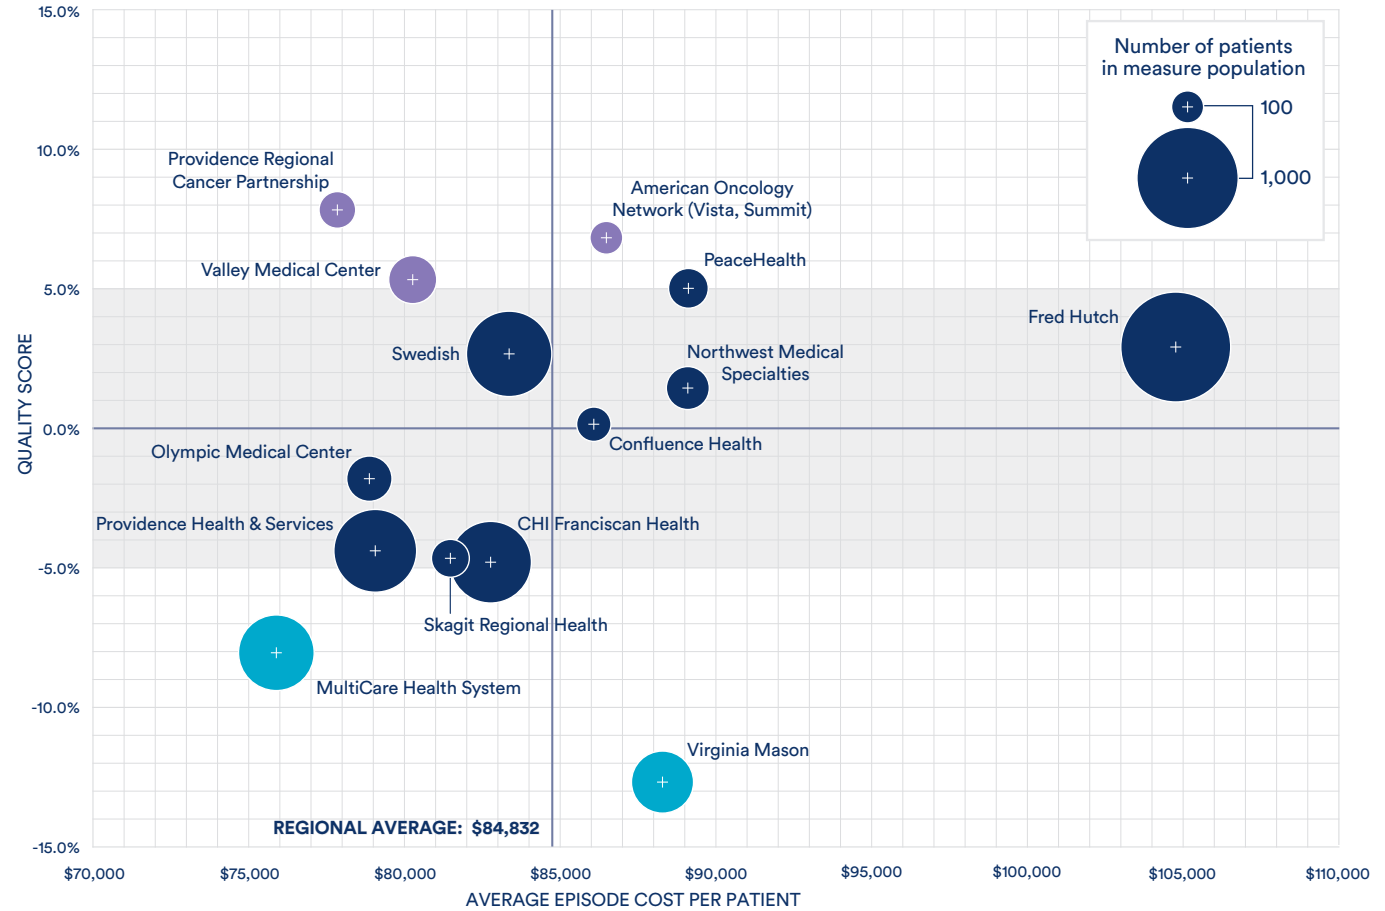 15.0%
10.0%
5.0%
0.0%
-5.0%
-10.0%
-15.0%
QUALITY SCORE
Number of patients
in measure population
100
1,000
Providence Regional
Cancer Partnership
American Oncology
Network (Vista, Summit)
Valley Medical Center
PeaceHealth
Fred Hutch
Swedish
Northwest Medical
Specialties
Confluence Health
Olympic Medical Center
Providence Health & Services
CHI Franciscan Health
Skagit Regional Health
MultiCare Health System
Virginia Mason
REGIONAL AVERAGE: $84,832
$70,000
$75,000
$80,000
$85,000
$90,000
$95,000
$100,000
$105,000
$110,000
AVERAGE EPISODE COST PER PATIENT